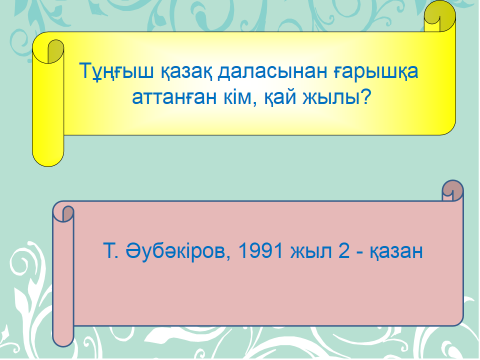 Тұңғыш қазақ даласынан ғарышқа
аттанған кім, қай жылы?
Т. Әубәкіров, 1991 жыл 2 - қазан